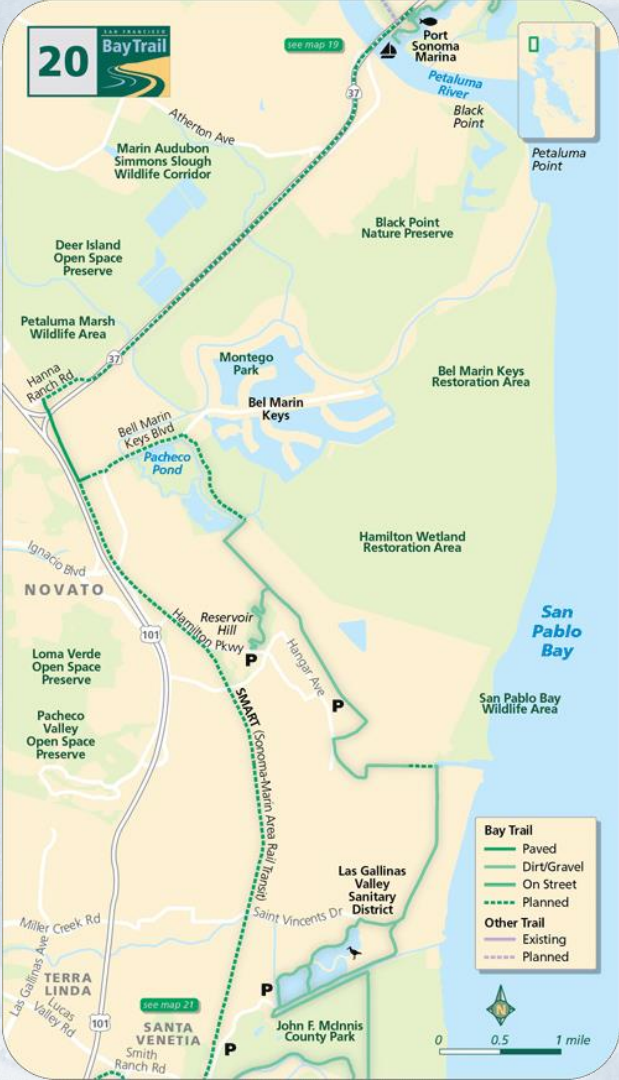 20
SAN FRANCISCO
Bay Trail
see map 19
Port
Sonoma
Marina
Petaluma
River
Black
Point
Petaluma
Point
37
Atherton Ave
Marin Audubon
Simmons Slough
Wildlife Corridor
Black Point
Nature Preserve
Deer Island
Open Space
Preserve
Petaluma Marsh
Wildlife Area
37
Hanna
Ranch Rd
Montego
Park
Bel Marin Keys
Restoration Area
Bel Marin
Keys
Bell Marin
Keys Blvd
Pacheco
Pond
Hamilton Wetland
Restoration Area
Ignacio Blvd
NOVATO
101
Reservoir
Hill
Hamilton Pkwy
P
Hangar Ave
San
Pablo
Bay
Loma Verde
Open Space
Preserve
P
San Pablo Bay
Wildlife Area
Pacheco
Valley
Open Space
Preserve
SMART (Sonoma-Marin Area Rail Transit)
Bay Trail
Paved
Dirt/Gravel
On Street
Planned
Other Trail
Existing
Planned
Las Gallinas
Valley
Sanitary
District
Saint Vincents Dr
Miller Creek Rd
Las Gallinas Ave
TERRA
LINDA
Lucas
Valley Rd
P
see map 21
101
SANTA
VENETIA
Smith
Ranch Rd
P
John F. McInnis
County Park
N
0 0.5 1 mile